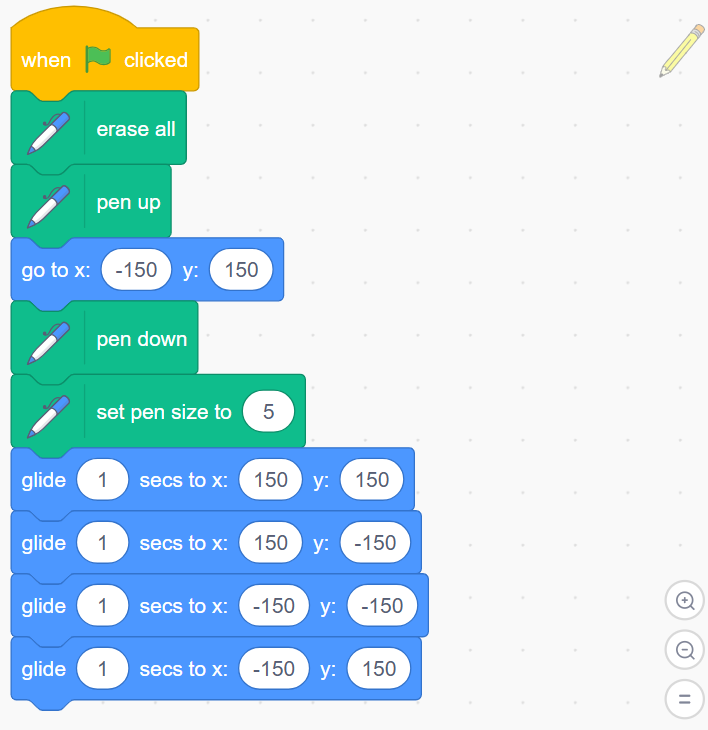 when clicked
erase all
pen up
go to x: -150 y: 150
pen down
set pen size to 5
glide 1 secs to x: 150 y: 150
glide 1 secs to x: 150 y: -150
glide 1 secs to x: -150 y: -150
glide 1 secs to x: -150 y: 150